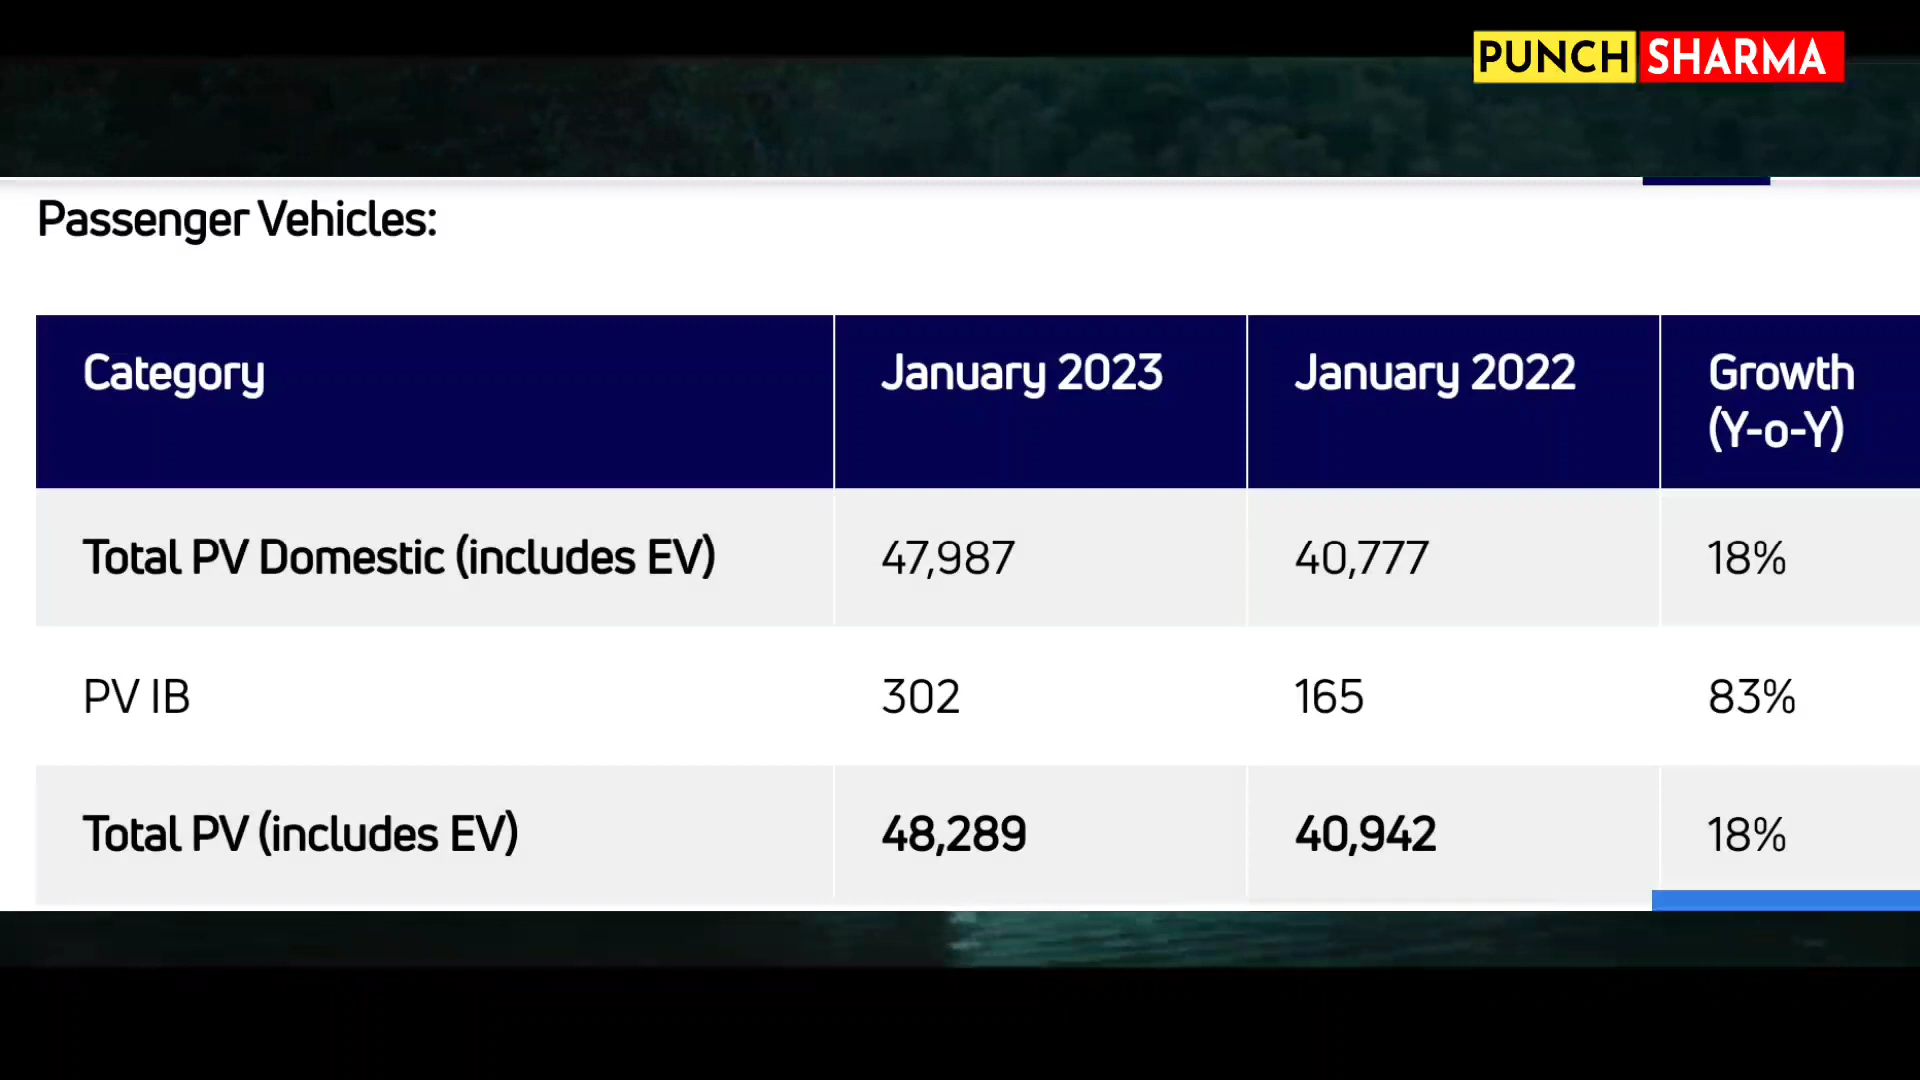 PUNCH SHARMA
Passenger Vehicles:
Category January 2023 January 2022 Growth
(Y-o-Y)
Total PV Domestic (includes EV) 47,987 40,777 18%
PV IB 302 165 83%
Total PV (includes EV) 48,289 40,942 18%